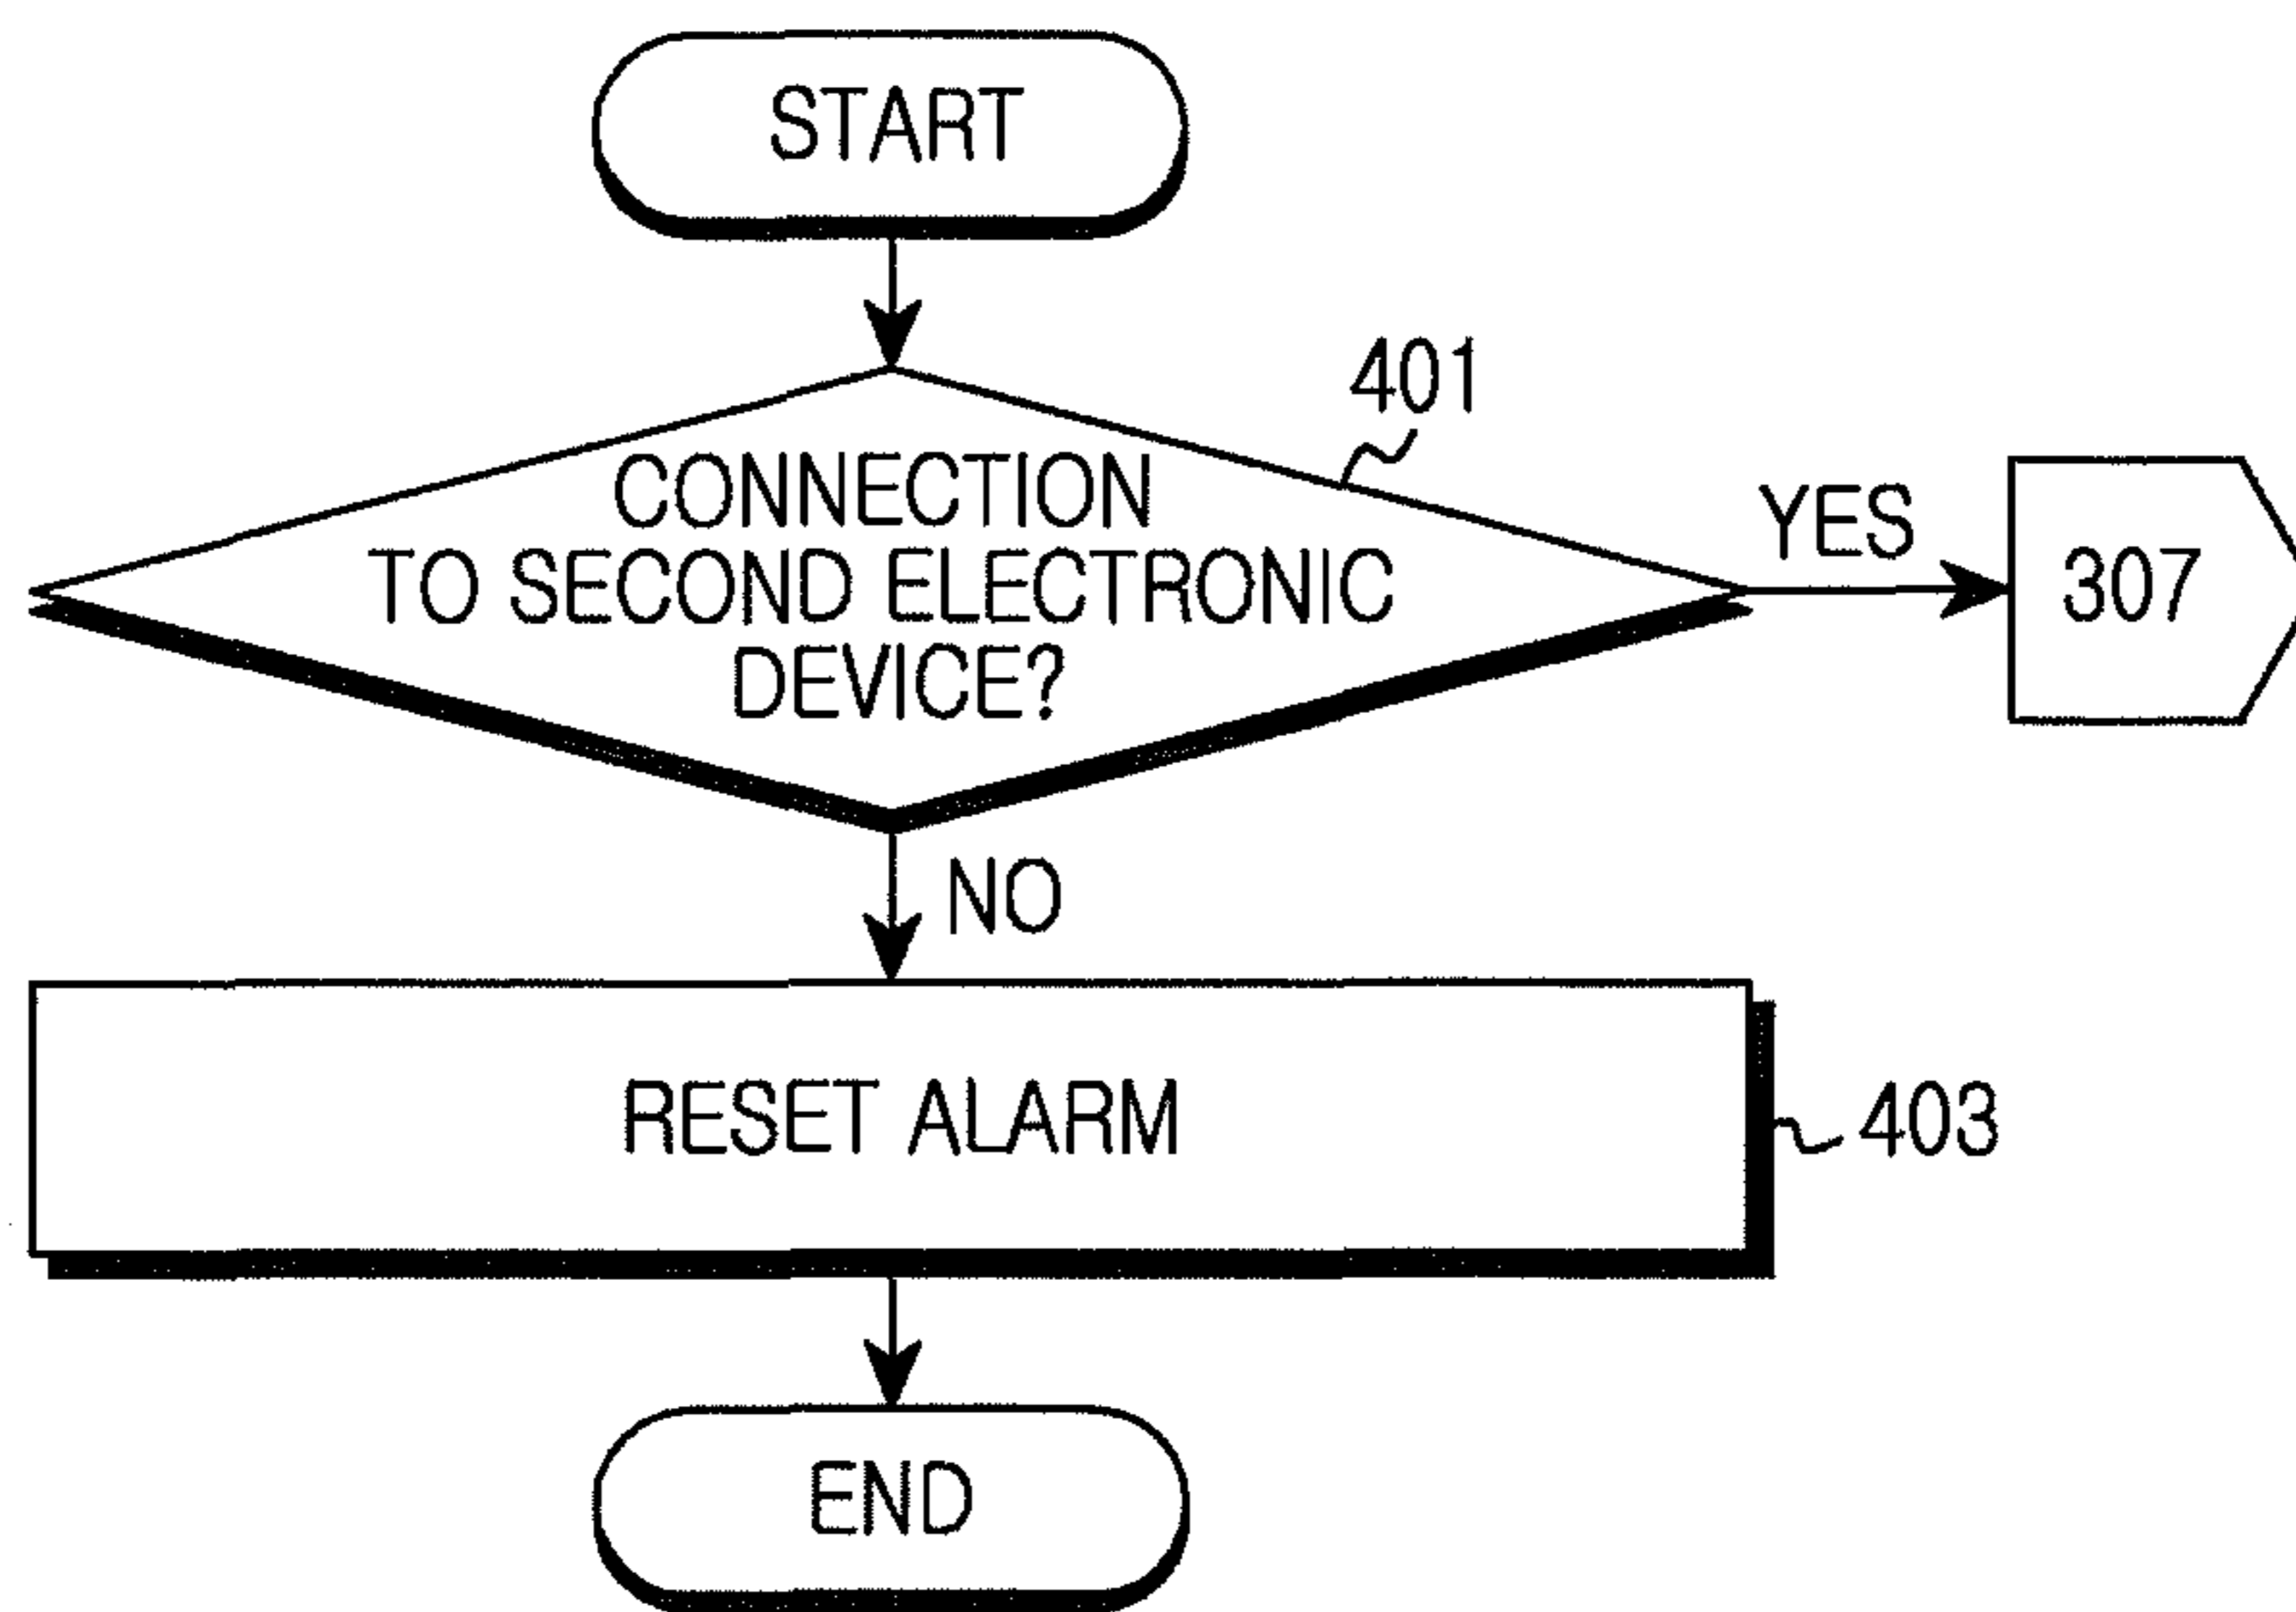 START
401
CONNECTION
TO SECOND ELECTRONIC
DEVICE?
YES
307
NO
RESET ALARM
403
END